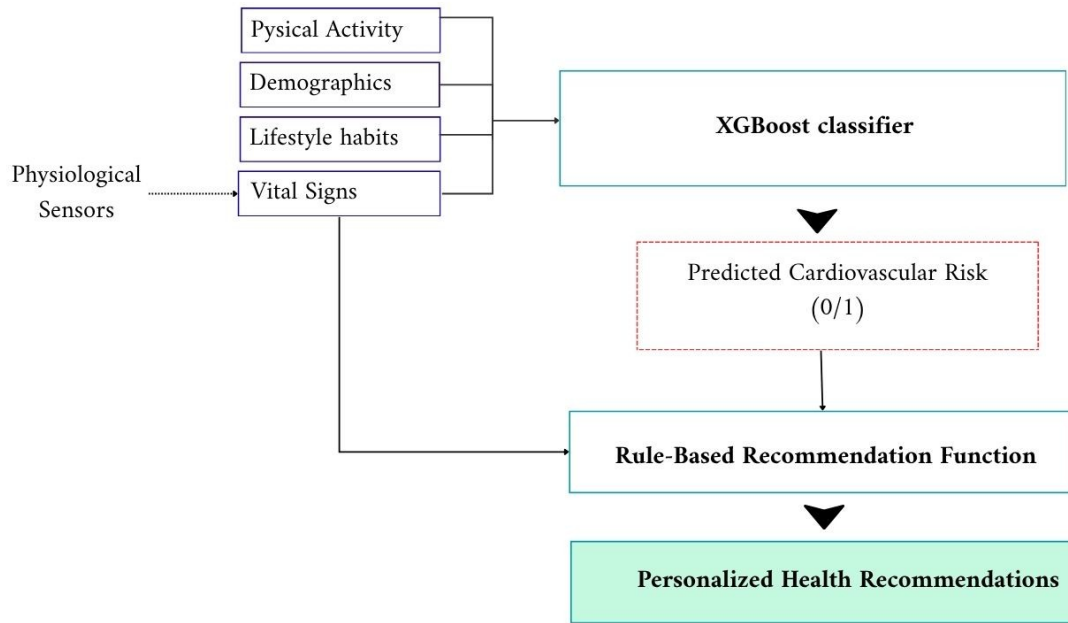 Pysical Activity
Demographics
Lifestyle habits
Vital Signs
Physiological
Sensors
XGBoost classifier
Predicted Cardiovascular Risk
(0/1)
Rule-Based Recommendation Function
Personalized Health Recommendations